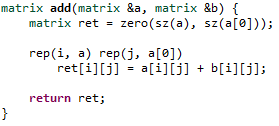 matrix add(matrix &a, matrix &b) {
    matrix ret = zero(sz(a), sz(a[0]));

    rep(i, a) rep(j, a[0])
        ret[i][j] = a[i][j] + b[i][j];

    return ret;
}